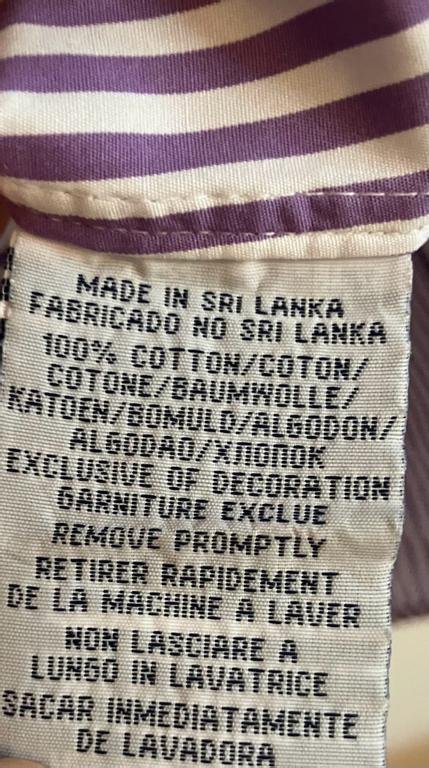 MADE IN SRI LANKA
FABRICADO NO SRI LANKA
100% COTTON/COTON/
COTONE/BAUMWOLLE/
KATOEN/BOMULD/ALGODON/
ALGODAO/ХЛОПОК
EXCLUSIVE OF DECORATION
GARNITURE EXCLUE
REMOVE PROMPTLY
RETIRER RAPIDEMENT
DE LA MACHINE A LAVER
NON LASCIARE A
LUNGO IN LAVATRICE
SACAR INMEDIATAMENTE
DE LAVADORA